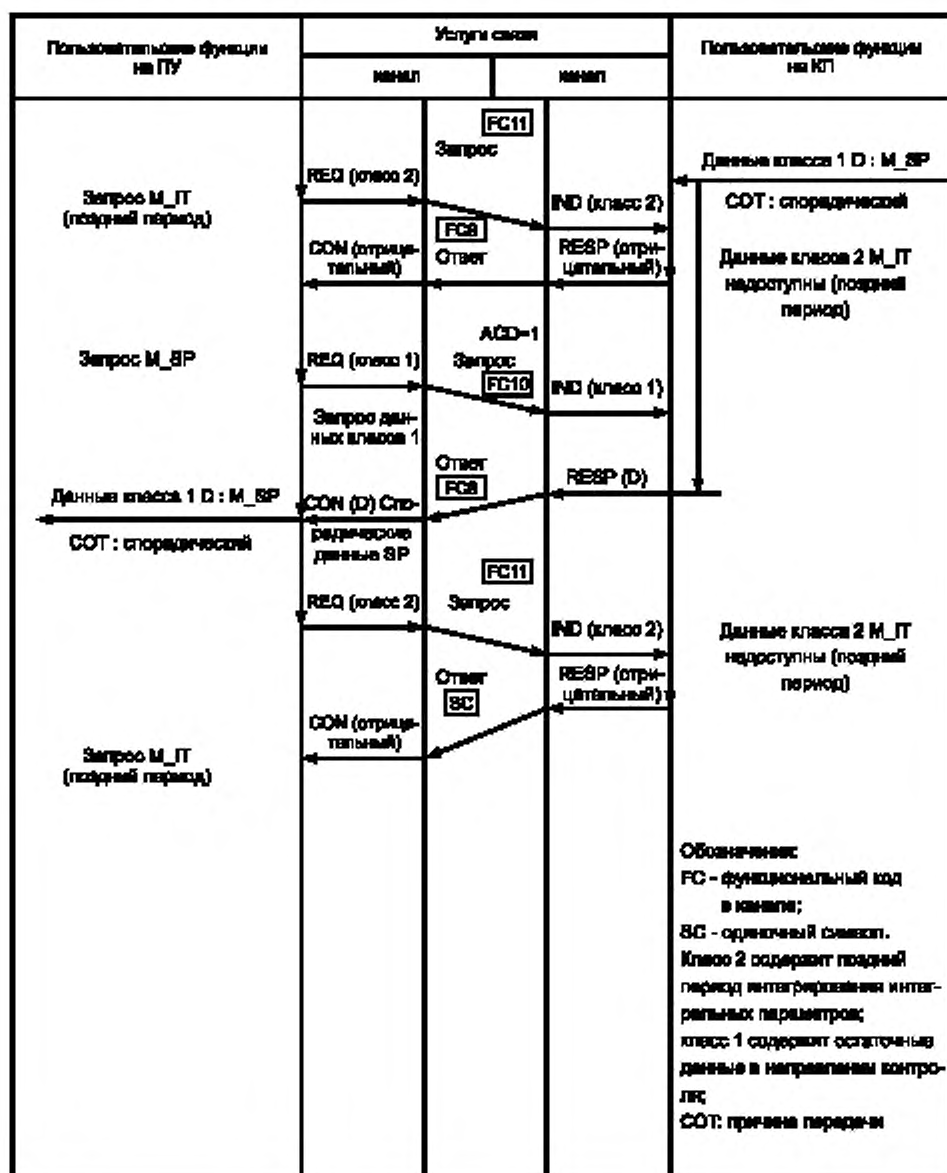 Пользовательские функции
на ПУ
Услуги связи
канал
канал
Пользовательские функции
на КП
FC11
Запрос
Данные класса 1 D : M_SP
REQ (класс 2)
Запрос M_IT
(поздний период)
IND (класс 2)
COT : спорадический
FC9
CON (отрица-
тельный)
Ответ
RESP (отри-
цательный)
Данные класса 2 M_IT
недоступны (поздний
период)
ACD=1
Запрос M_SP
REQ (класс 1)
Запрос
FC10
IND (класс 1)
Запрос дан-
ных класса 1
Ответ
FC8
RESP (D)
Данные класса 1 D : M_SP
CON (D) Спо-
радические
данные SP
COT : спорадический
FC11
REQ (класс 2)
Запрос
IND (класс 2)
Данные класса 2 M_IT
недоступны (поздний
период)
Ответ
SC
RESP (отри-
цательный)
CON (отрица-
тельный)
Запрос M_IT
(поздний период)
Обозначения:
FC - функциональный код
в канале;
SC - одиночный символ.
Класс 2 содержит поздний
период интегрирования интег-
ральных параметров;
класс 1 содержит остаточные
данные в направлении контро-
ля;
COT: причина передачи